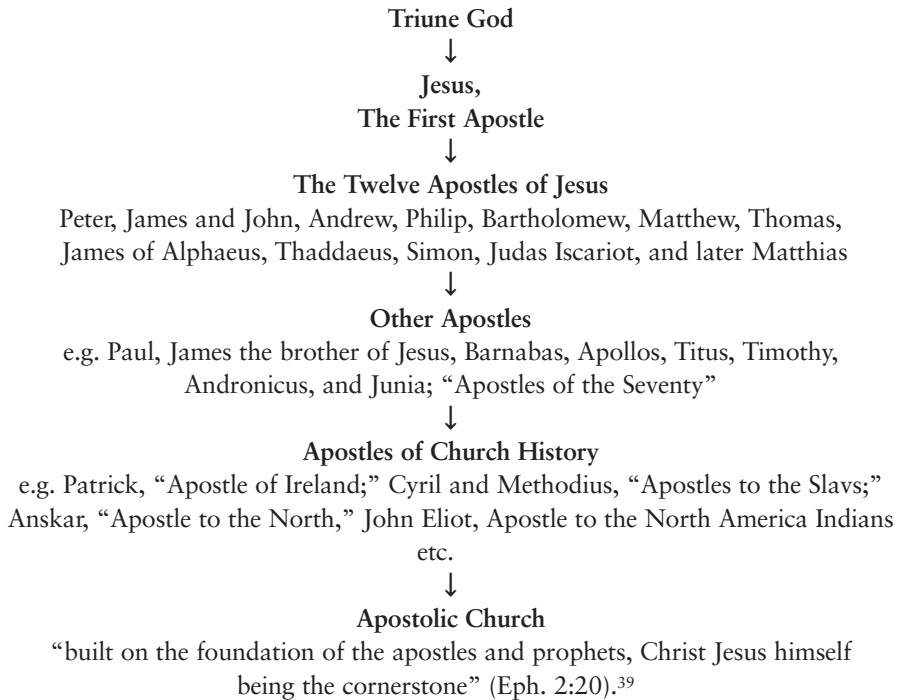 Triune God
↓
Jesus,
The First Apostle
↓
The Twelve Apostles of Jesus
Peter, James and John, Andrew, Philip, Bartholomew, Matthew, Thomas,
James of Alphaeus, Thaddaeus, Simon, Judas Iscariot, and later Matthias
↓
Other Apostles
e.g. Paul, James the brother of Jesus, Barnabas, Apollos, Titus, Timothy,
Andronicus, and Junia; “Apostles of the Seventy”
↓
Apostles of Church History
e.g. Patrick, “Apostle of Ireland;” Cyril and Methodius, “Apostles to the Slavs;”
Anskar, “Apostle to the North,” John Eliot, Apostle to the North America Indians
etc.
↓
Apostolic Church
“built on the foundation of the apostles and prophets, Christ Jesus himself
being the cornerstone” (Eph. 2:20).³⁹